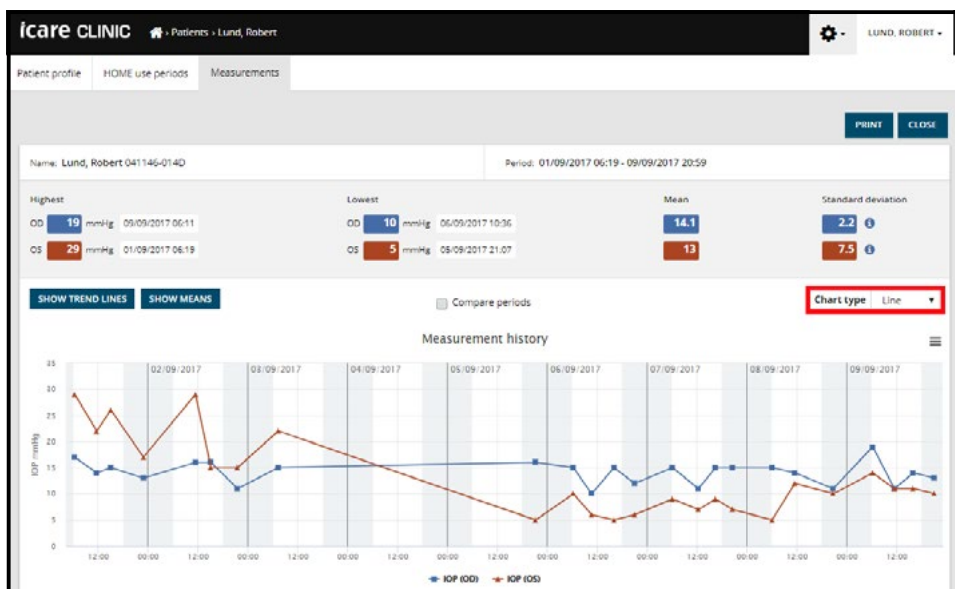 icare CLINIC › Patients › Lund, Robert LUND, ROBERT
Patient profile HOME use periods Measurements
PRINT CLOSE
Name: Lund, Robert 041146-014D Period: 01/09/2017 06:19 - 09/09/2017 20:59
Highest Lowest Mean Standard deviation
OD 19 mmHg 09/09/2017 06:11 OD 10 mmHg 06/09/2017 10:36 14.1 2.2
OS 29 mmHg 01/09/2017 06:19 OS 5 mmHg 05/09/2017 21:07 13 7.5
SHOW TREND LINES SHOW MEANS Compare periods Chart type Line
Measurement history
02/09/2017 03/09/2017 04/09/2017 05/09/2017 06/09/2017 07/09/2017 08/09/2017 09/09/2017
35
30
25
20
15
10
5
0
IOP mmHg
12:00 00:00 12:00 00:00 12:00 00:00 12:00 00:00 12:00 00:00 12:00 00:00 12:00 00:00 12:00 00:00 12:00
IOP (OD) IOP (OS)